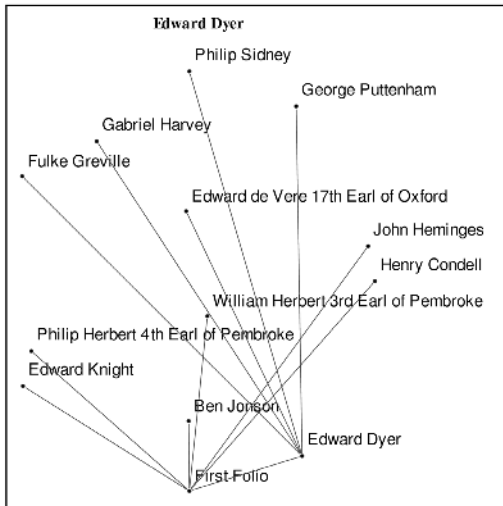 Edward Dyer
Philip Sidney
George Puttenham
Gabriel Harvey
Fulke Greville
Edward de Vere 17th Earl of Oxford
John Heminges
Henry Condell
William Herbert 3rd Earl of Pembroke
Philip Herbert 4th Earl of Pembroke
Edward Knight
Ben Jonson
Edward Dyer
First Folio